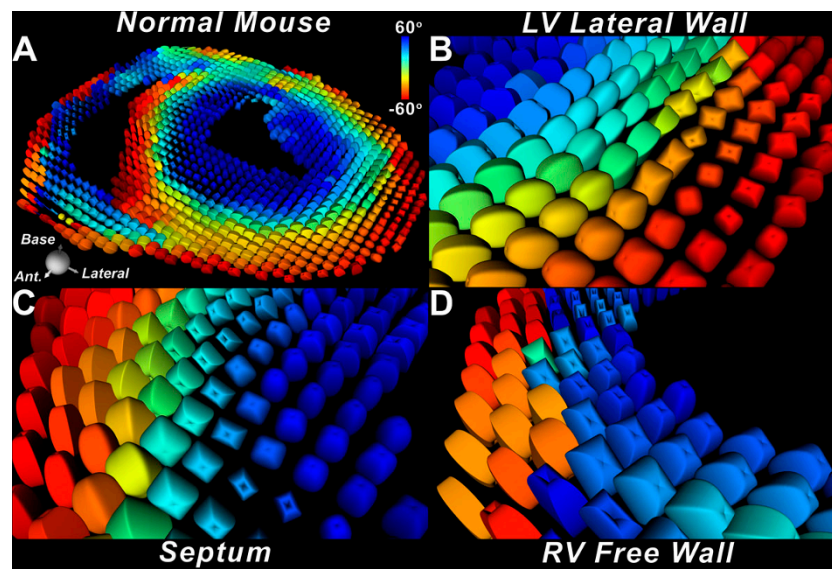 Normal Mouse
LV Lateral Wall
A
60°
-60°
B
Base
Ant.
Lateral
C
D
Septum
RV Free Wall